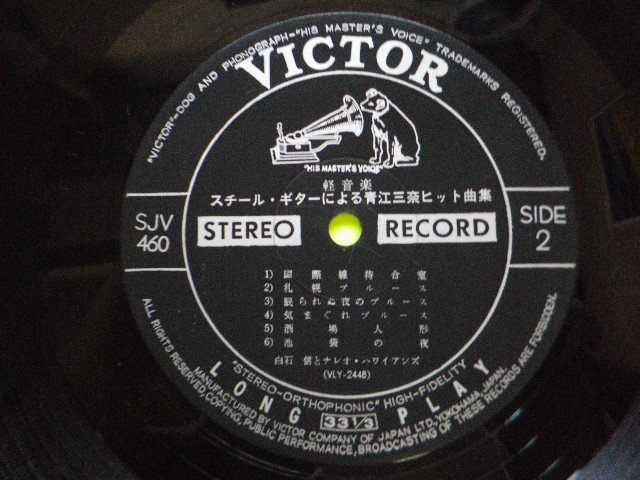 "VICTOR"–DOG AND PHONOGRAPH–"HIS MASTER'S VOICE" TRADEMARKS REGISTERED.
VICTOR
"HIS MASTER'S VOICE"
軽音楽
スチール・ギターによる青江三奈ヒット曲集
SJV
460
STEREO
RECORD
SIDE
2
1) 国際線待合室
2) 札幌ブルース
3) 眠られぬ夜のブルース
4) 気まぐれブルース
5) 酒場人形
6) 池袋の夜
白石 信とナレオ・ハワイアンズ
(VLY-2448)
"STEREO-ORTHOPHONIC" HIGH-FIDELITY
LONG 33 1/3 PLAY
MANUFACTURED BY VICTOR COMPANY OF JAPAN LTD. YOKOHAMA, JAPAN.
ALL RIGHTS RESERVED. COPYING, PUBLIC PERFORMANCE, BROADCASTING OF THESE RECORDS ARE FORBIDDEN.